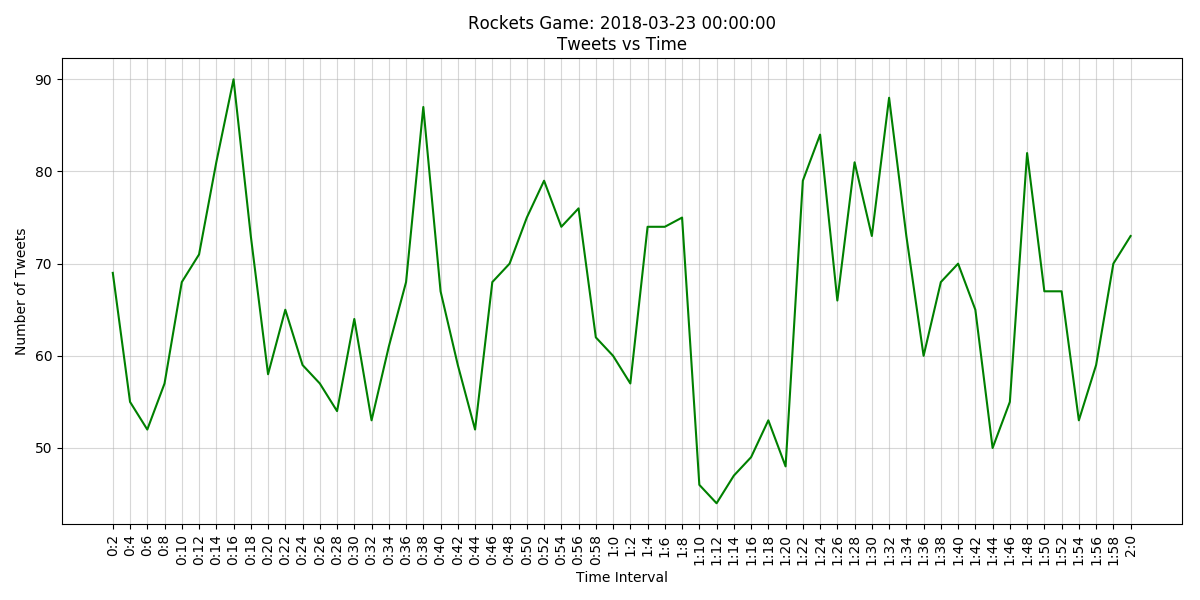 Rockets Game: 2018-03-23 00:00:00
Tweets vs Time
90
80
70
60
50
Number of Tweets
0:2 0:4 0:6 0:8 0:10 0:12 0:14 0:16 0:18 0:20 0:22 0:24 0:26 0:28 0:30 0:32 0:34 0:36 0:38 0:40 0:42 0:44 0:46 0:48 0:50 0:52 0:54 0:56 0:58 1:0 1:2 1:4 1:6 1:8 1:10 1:12 1:14 1:16 1:18 1:20 1:22 1:24 1:26 1:28 1:30 1:32 1:34 1:36 1:38 1:40 1:42 1:44 1:46 1:48 1:50 1:52 1:54 1:56 1:58 2:0
Time Interval